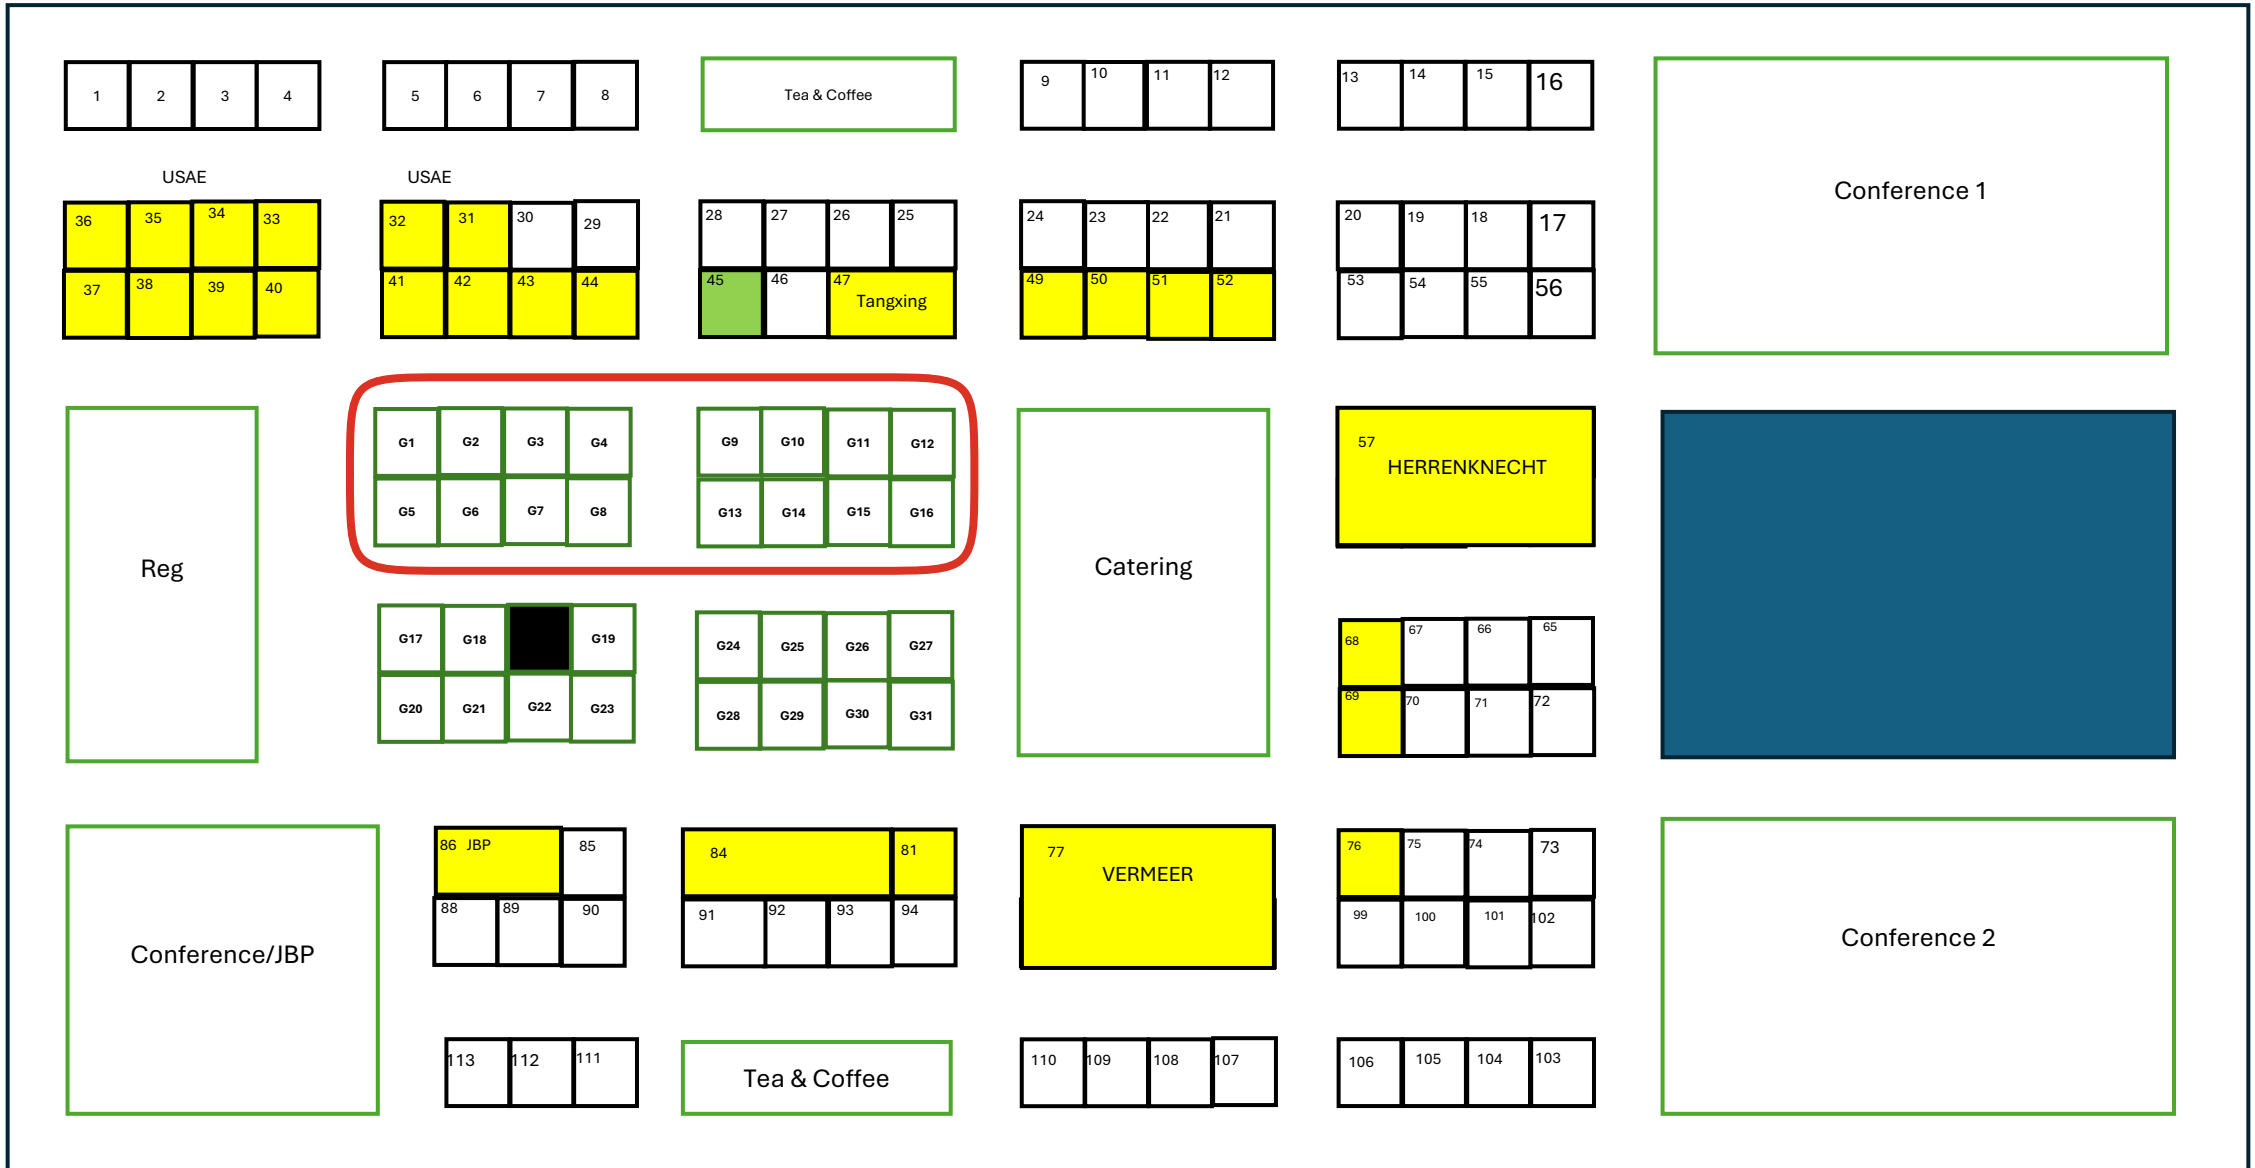 1 2 3 4 5 6 7 8 Tea & Coffee 9 10 11 12 13 14 15 16
Conference 1
USAE USAE
36 35 34 33 32 31 30 29 28 27 26 25 24 23 22 21 20 19 18 17
37 38 39 40 41 42 43 44 45 46 47 Tangxing 49 50 51 52 53 54 55 56
G1 G2 G3 G4 G9 G10 G11 G12 57
HERRENKNECHT
G5 G6 G7 G8 G13 G14 G15 G16
Reg
Catering
G17 G18 G19 G24 G25 G26 G27 68 67 66 65
G20 G21 G22 G23 G28 G29 G30 G31 69 70 71 72
86 JBP 85 84 81 77 76 75 74 73
VERMEER
88 89 90 91 92 93 94 99 100 101 102
Conference/JBP
Conference 2
113 112 111 Tea & Coffee 110 109 108 107 106 105 104 103